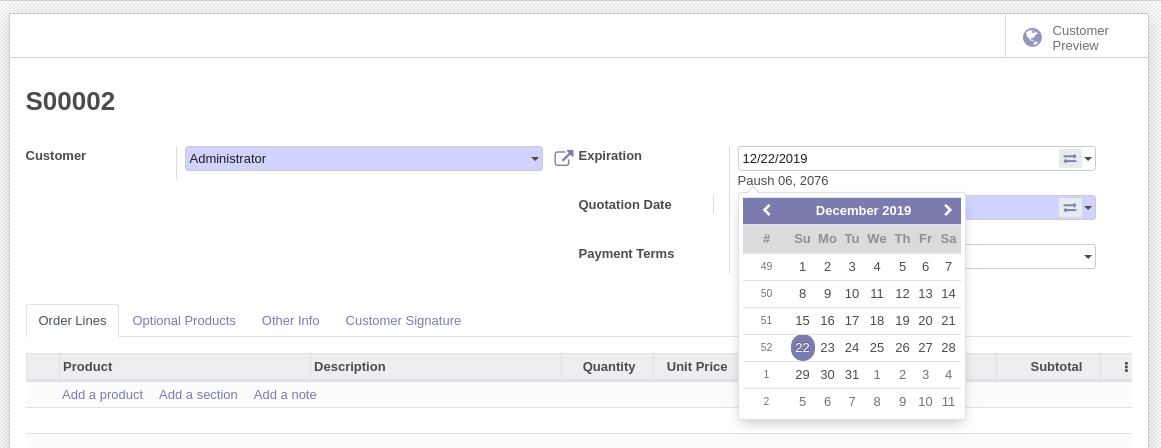 Customer
Preview
S00002
Customer
Administrator
Expiration
12/22/2019
Paush 06, 2076
Quotation Date
Payment Terms
December 2019
# Su Mo Tu We Th Fr Sa
49 1 2 3 4 5 6 7
50 8 9 10 11 12 13 14
51 15 16 17 18 19 20 21
52 22 23 24 25 26 27 28
1 29 30 31 1 2 3 4
2 5 6 7 8 9 10 11
Order Lines Optional Products Other Info Customer Signature
Product Description Quantity Unit Price Subtotal
Add a product Add a section Add a note